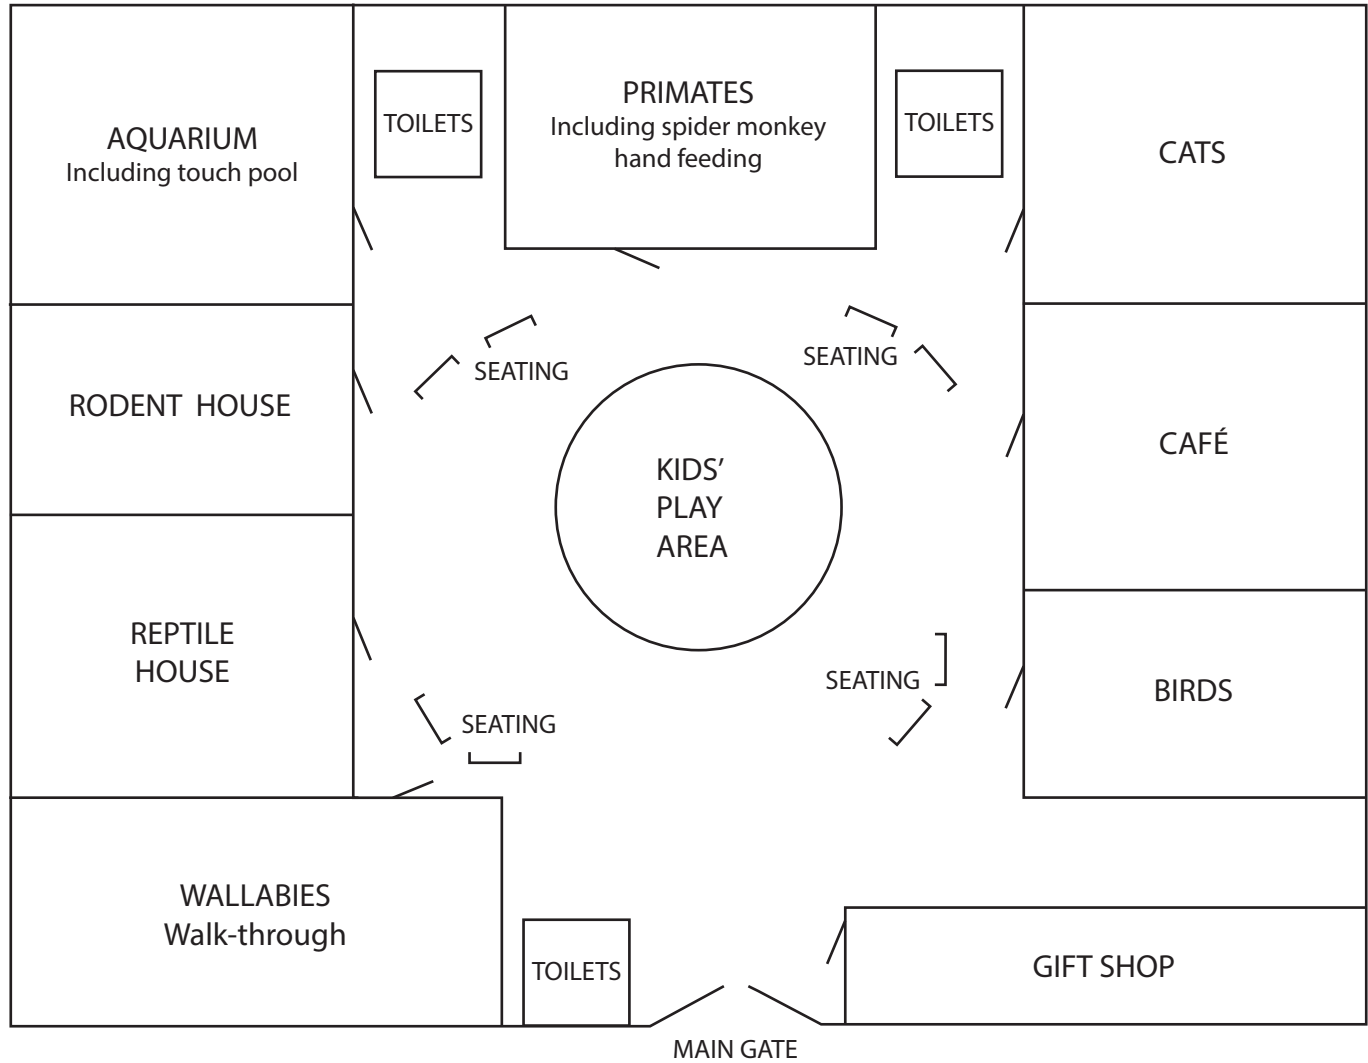 AQUARIUM
Including touch pool
TOILETS
PRIMATES
Including spider monkey
hand feeding
TOILETS
CATS
RODENT HOUSE
SEATING
SEATING
CAFÉ
KIDS’
PLAY
AREA
REPTILE
HOUSE
SEATING
SEATING
BIRDS
WALLABIES
Walk-through
TOILETS
GIFT SHOP
MAIN GATE